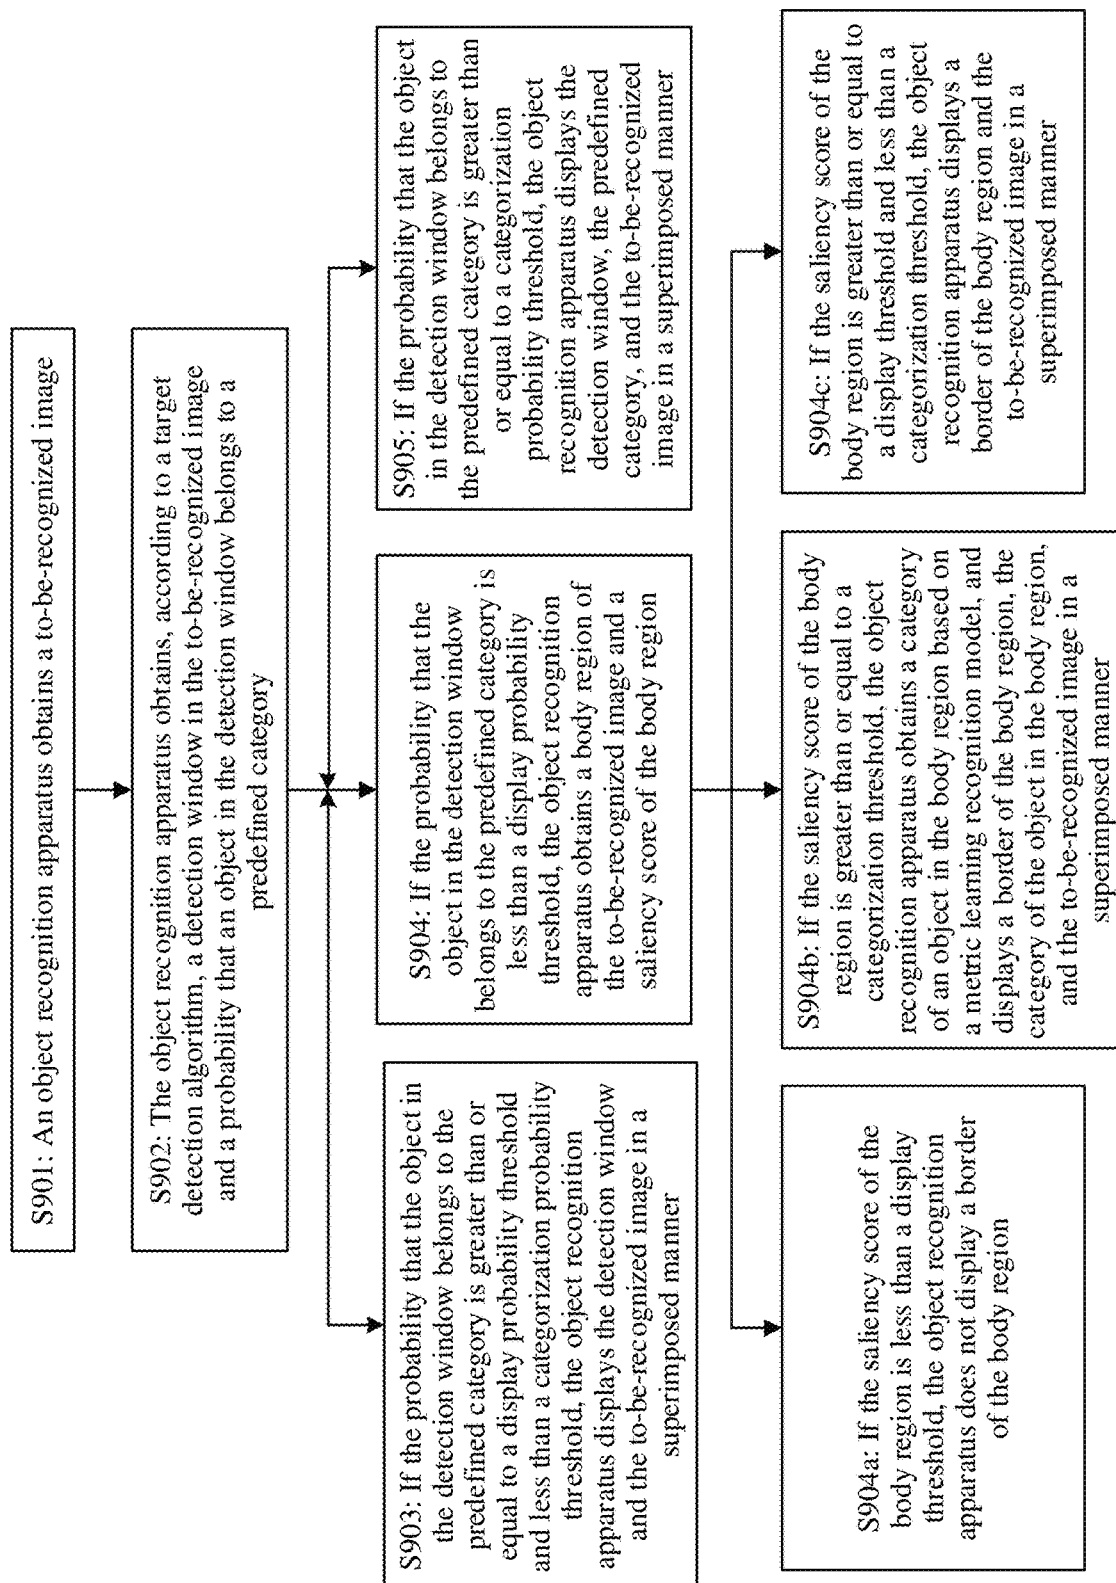 S901: An object recognition apparatus obtains a to-be-recognized image
S902: The object recognition apparatus obtains, according to a target
detection algorithm, a detection window in the to-be-recognized image
and a probability that an object in the detection window belongs to a
predefined category
S903: If the probability that the object in
the detection window belongs to the
predefined category is greater than or
equal to a display probability threshold
and less than a categorization probability
threshold, the object recognition
apparatus displays the detection window
and the to-be-recognized image in a
superimposed manner
S904: If the probability that the
object in the detection window
belongs to the predefined category is
less than a display probability
threshold, the object recognition
apparatus obtains a body region of
the to-be-recognized image and a
saliency score of the body region
S905: If the probability that the object
in the detection window belongs to
the predefined category is greater than
or equal to a categorization
probability threshold, the object
recognition apparatus displays the
detection window, the predefined
category, and the to-be-recognized
image in a superimposed manner
S904a: If the saliency score of the
body region is less than a display
threshold, the object recognition
apparatus does not display a border
of the body region
S904b: If the saliency score of the body
region is greater than or equal to a
categorization threshold, the object
recognition apparatus obtains a category
of an object in the body region based on
a metric learning recognition model, and
displays a border of the body region, the
category of the object in the body region,
and the to-be-recognized image in a
superimposed manner
S904c: If the saliency score of the
body region is greater than or equal to
a display threshold and less than a
categorization threshold, the object
recognition apparatus displays a
border of the body region and the
to-be-recognized image in a
superimposed manner